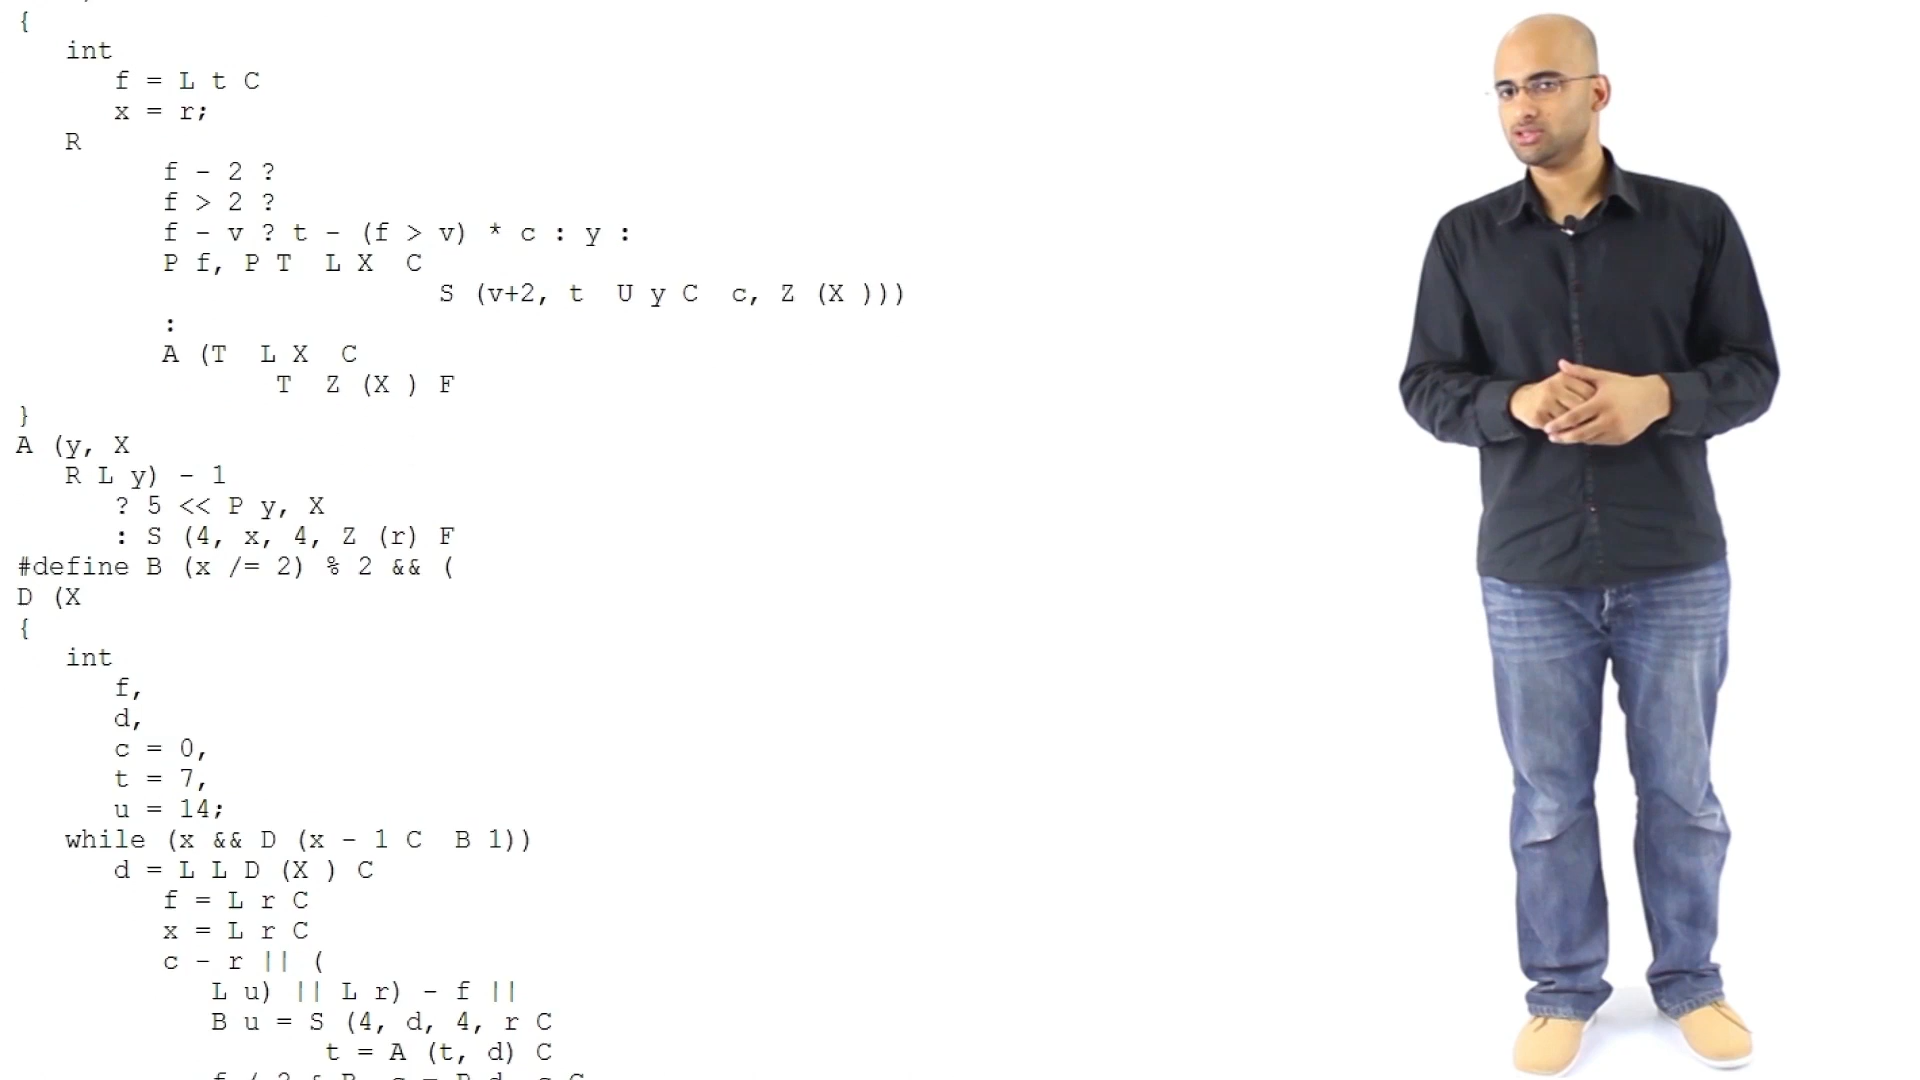 {
int
f = L t C
x = r;
R
f - 2 ?
f > 2 ?
f - v ? t - (f > v) * c : y :
P f, P T L X C
S (v+2, t U y C c, Z (X )))
:
A (T L X C
T Z (X ) F
}
A (y, X
R L y) - 1
? 5 << P y, X
: S (4, x, 4, Z (r) F
#define B (x /= 2) % 2 && (
D (X
{
int
f,
d,
c = 0,
t = 7,
u = 14;
while (x && D (x - 1 C B 1))
d = L L D (X ) C
f = L r C
x = L r C
c - r || (
L u) || L r) - f ||
B u = S (4, d, 4, r C
t = A (t, d) C